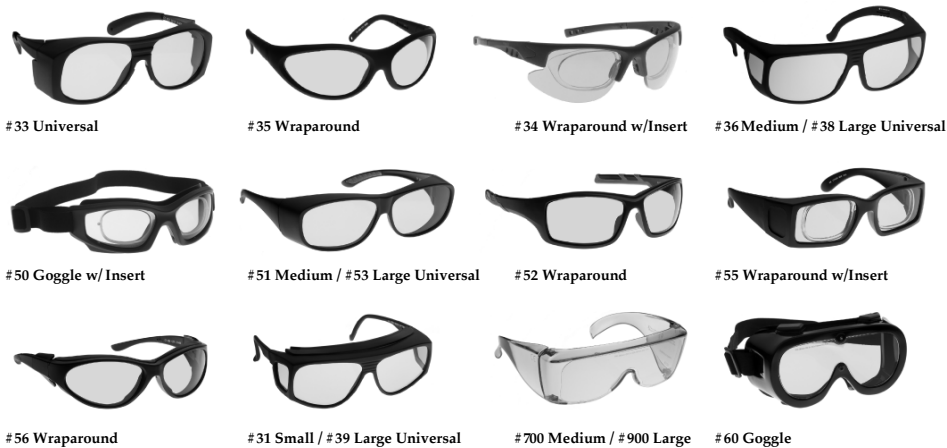 #33 Universal
#35 Wraparound
#34 Wraparound w/Insert
#36 Medium / #38 Large Universal
#50 Goggle w/ Insert
#51 Medium / #53 Large Universal
#52 Wraparound
#55 Wraparound w/Insert
#56 Wraparound
#31 Small / #39 Large Universal
#700 Medium / #900 Large
#60 Goggle